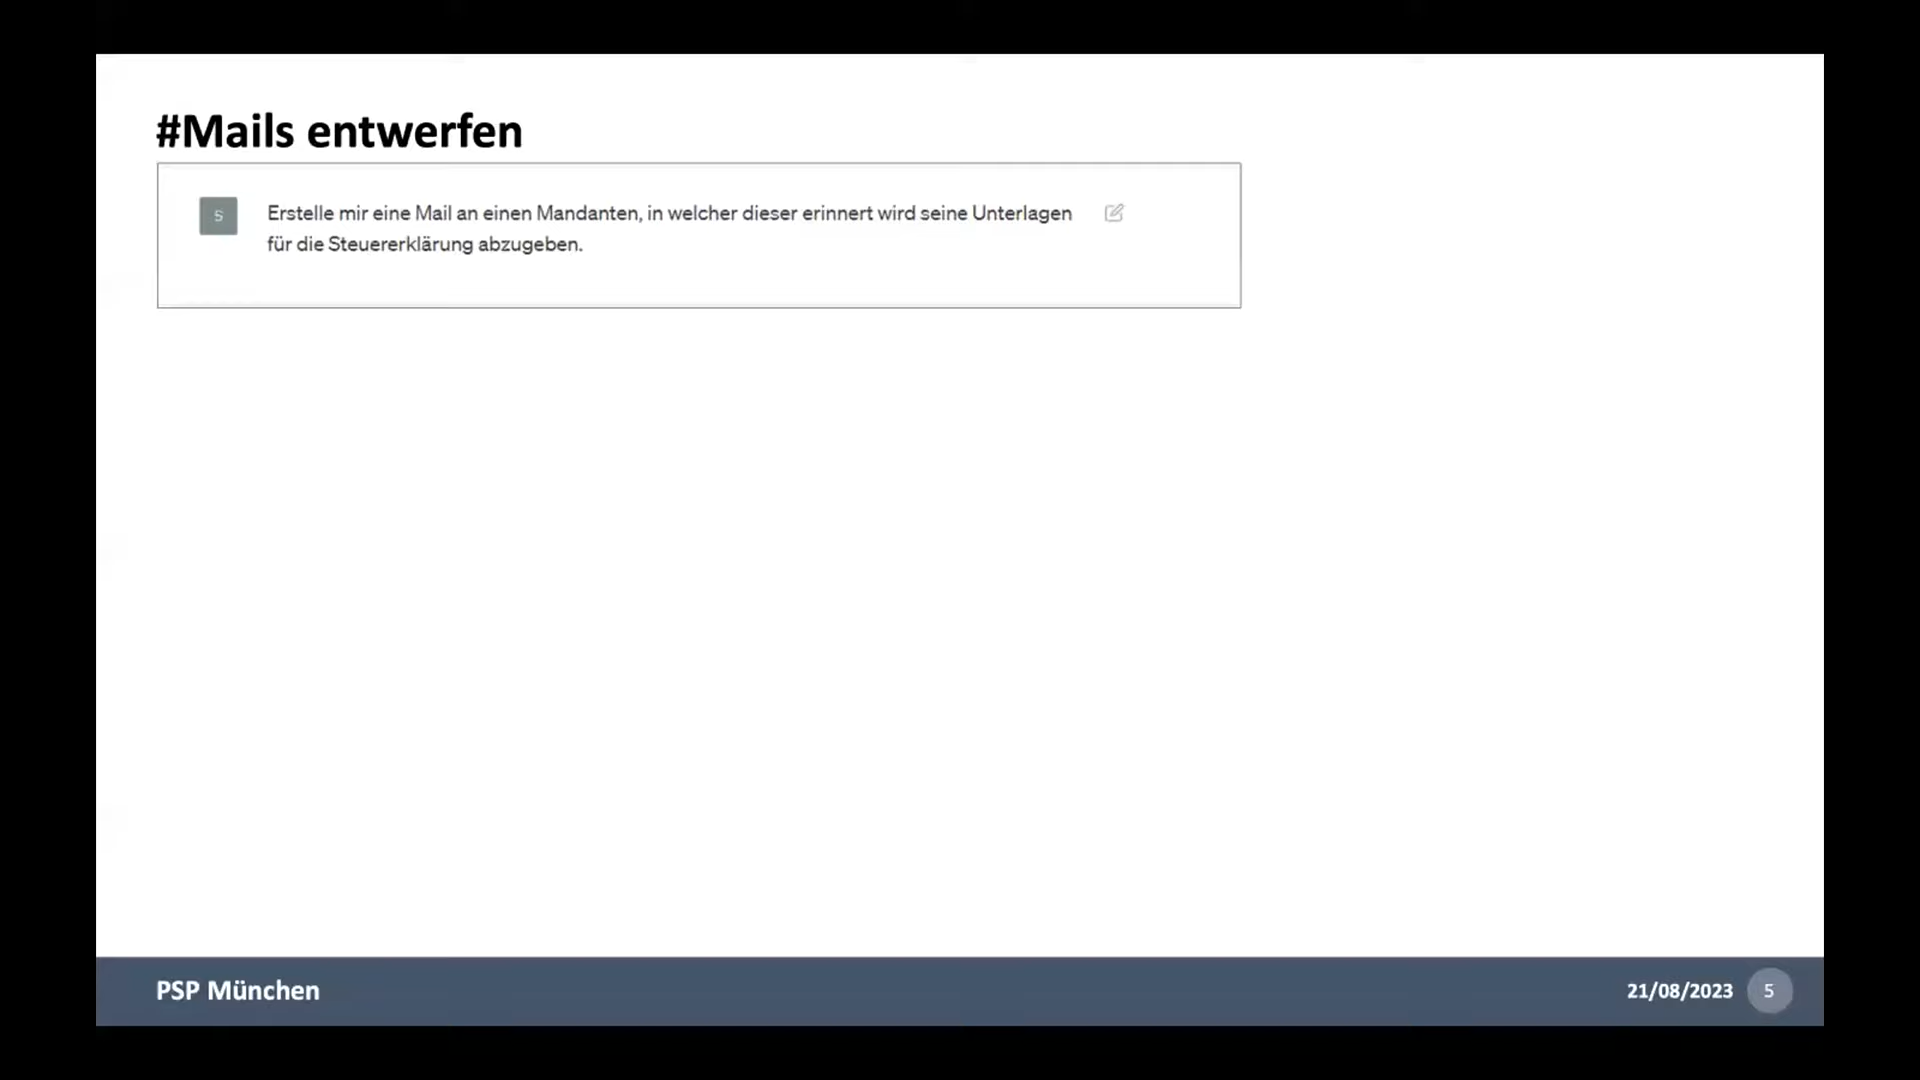 #Mails entwerfen
S
Erstelle mir eine Mail an einen Mandanten, in welcher dieser erinnert wird seine Unterlagen
für die Steuererklärung abzugeben.
PSP München
21/08/2023
5